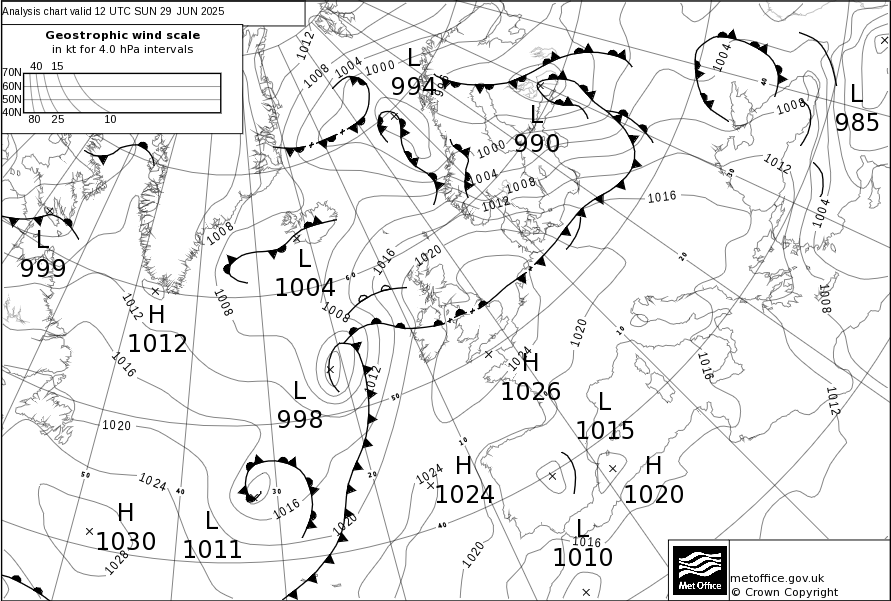 Analysis chart valid 12 UTC SUN 29 JUN 2025
Geostrophic wind scale
in kt for 4.0 hPa intervals
40 15
70N
60N
50N
40N
80 25 10
1012
1008
1004
1000
L
994
996
L
990
1004
40
1008
L
985
1000
1004
1008
1012
1016
1012
30
1004
L
999
1008
L
1004
1016
1020
60
20
1008
1012
H
1012
1008
1008
1016
1020
10
1024
H
1026
1016
1012
L
998
1012
50
L
1015
1020
10
50
1024
40
30
20
1024
H
1024
H
1020
1016
H
1030
L
1011
1020
40
L
1016
1010
1028
1020
Met Office
metoffice.gov.uk
© Crown Copyright